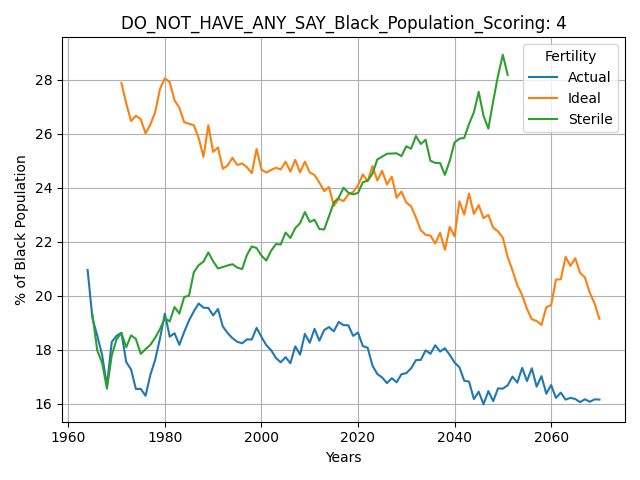 DO_NOT_HAVE_ANY_SAY_Black_Population_Scoring: 4
Fertility
Actual
Ideal
Sterile
% of Black Population
28
26
24
22
20
18
16
1960
1980
2000
2020
2040
2060
Years